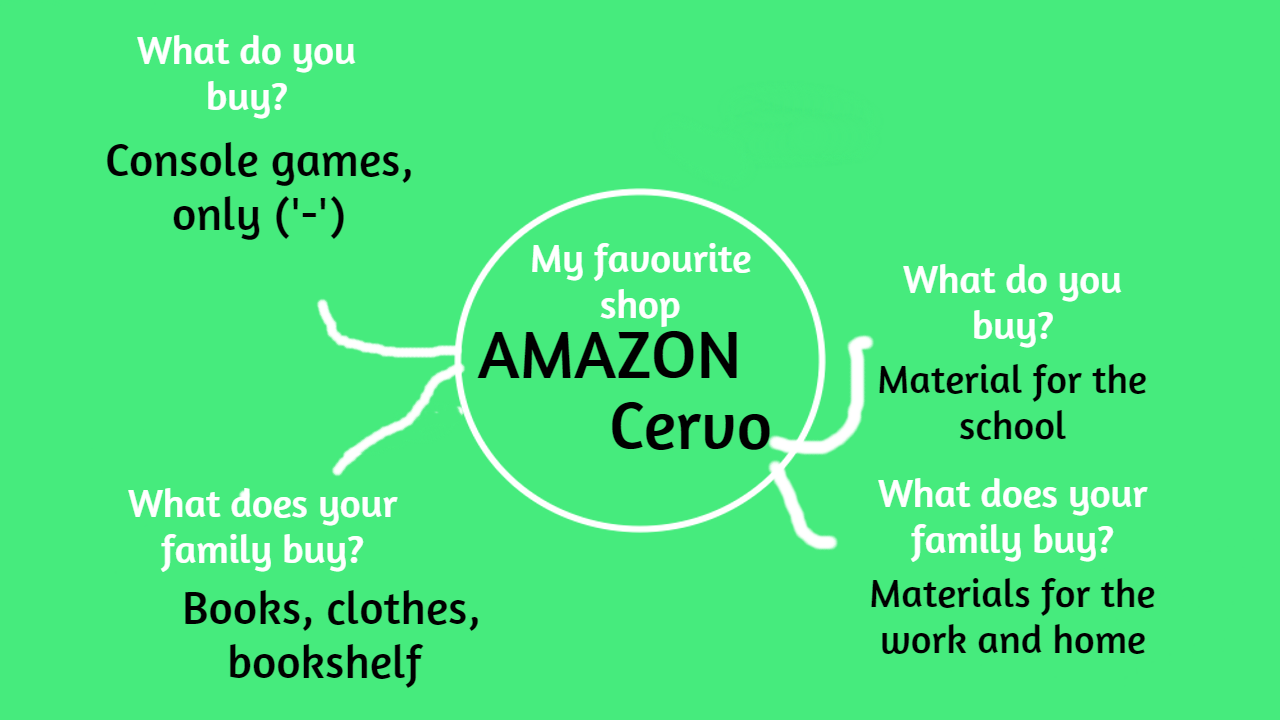 What do you
buy?
Console games,
only ('-')
My favourite
shop
AMAZON
Cervo
What does your
family buy?
Books, clothes,
bookshelf
What do you
buy?
Material for the
school
What does your
family buy?
Materials for the
work and home